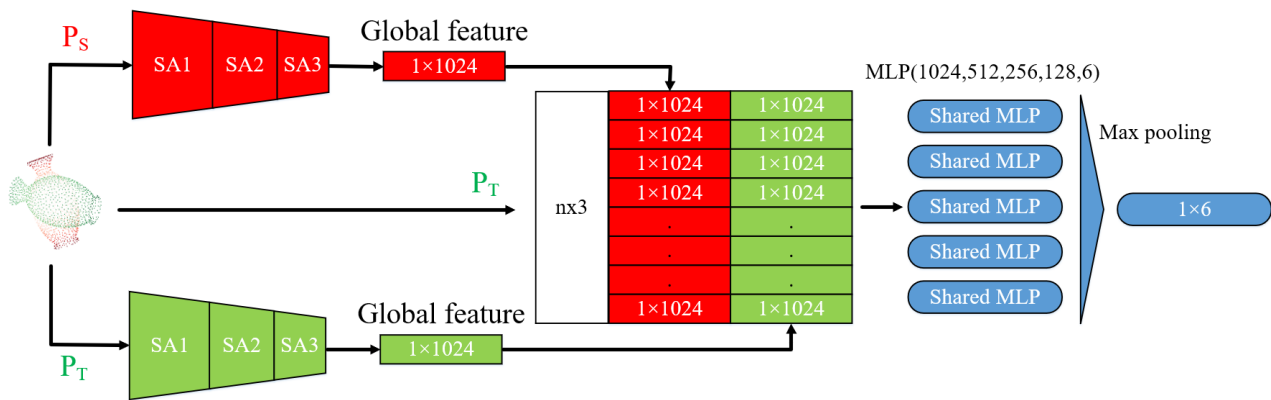 P_S
SA1 SA2 SA3
Global feature
1×1024
MLP(1024,512,256,128,6)
P_T
nx3
1×1024 1×1024
1×1024 1×1024
1×1024 1×1024
1×1024 1×1024
. .
. .
. .
1×1024 1×1024
Shared MLP
Shared MLP
Shared MLP
Shared MLP
Shared MLP
Max pooling
1×6
P_T
SA1 SA2 SA3
Global feature
1×1024